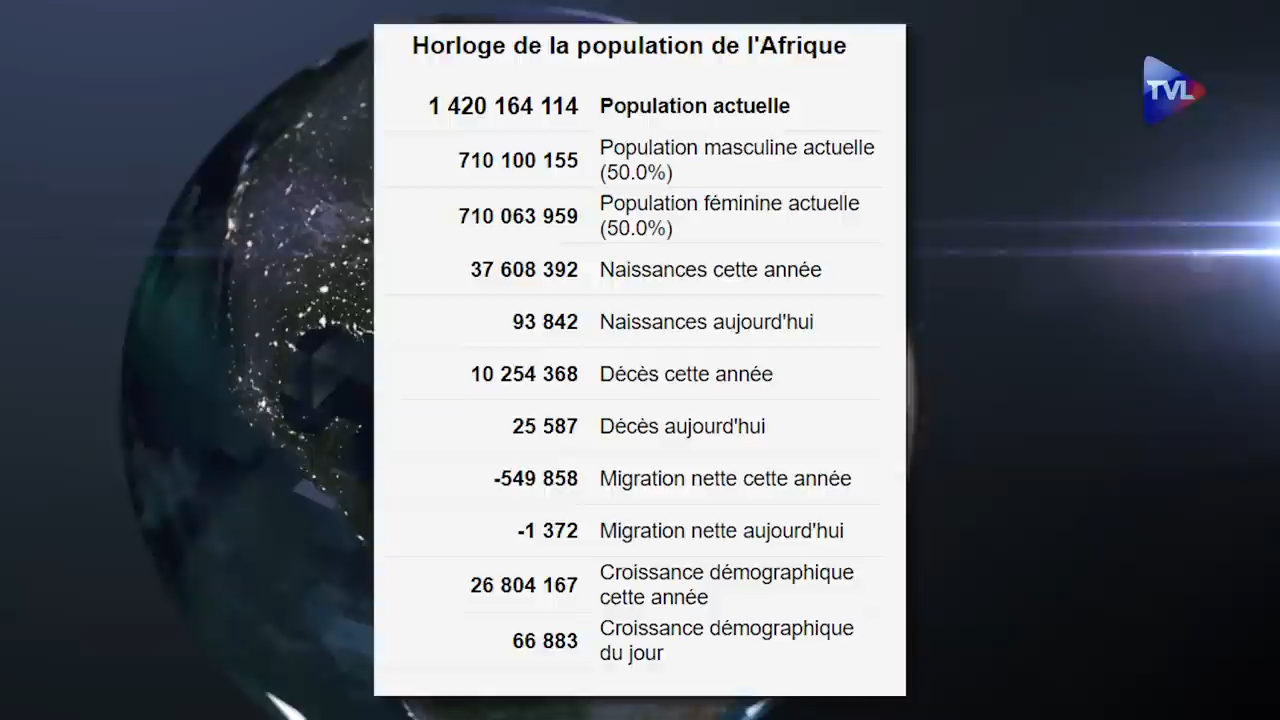 Horloge de la population de l'Afrique
TVL
1 420 164 114 Population actuelle
710 100 155 Population masculine actuelle
(50.0%)
710 063 959 Population féminine actuelle
(50.0%)
37 608 392 Naissances cette année
93 842 Naissances aujourd'hui
10 254 368 Décès cette année
25 587 Décès aujourd'hui
-549 858 Migration nette cette année
-1 372 Migration nette aujourd'hui
26 804 167 Croissance démographique
cette année
66 883 Croissance démographique
du jour